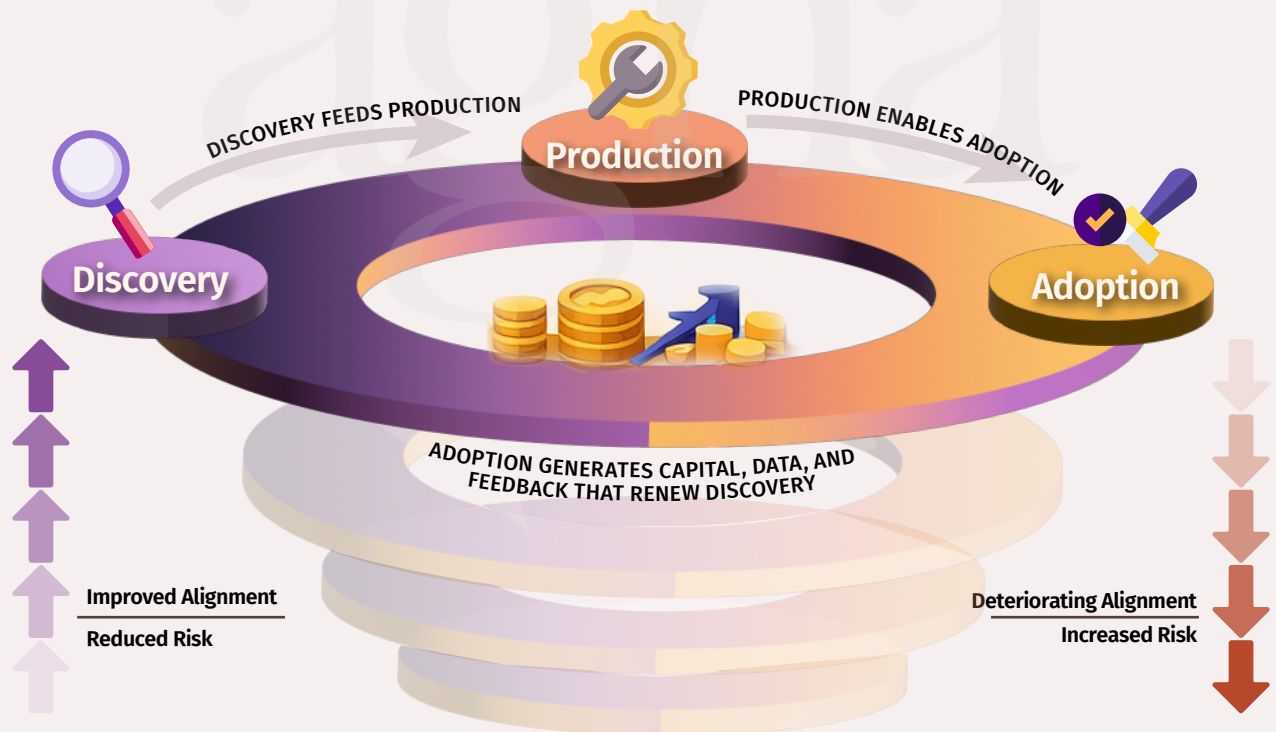 DISCOVERY FEEDS PRODUCTION
PRODUCTION ENABLES ADOPTION
Production
Discovery
Adoption
ADOPTION GENERATES CAPITAL, DATA, AND
FEEDBACK THAT RENEW DISCOVERY
Improved Alignment
Reduced Risk
Deteriorating Alignment
Increased Risk